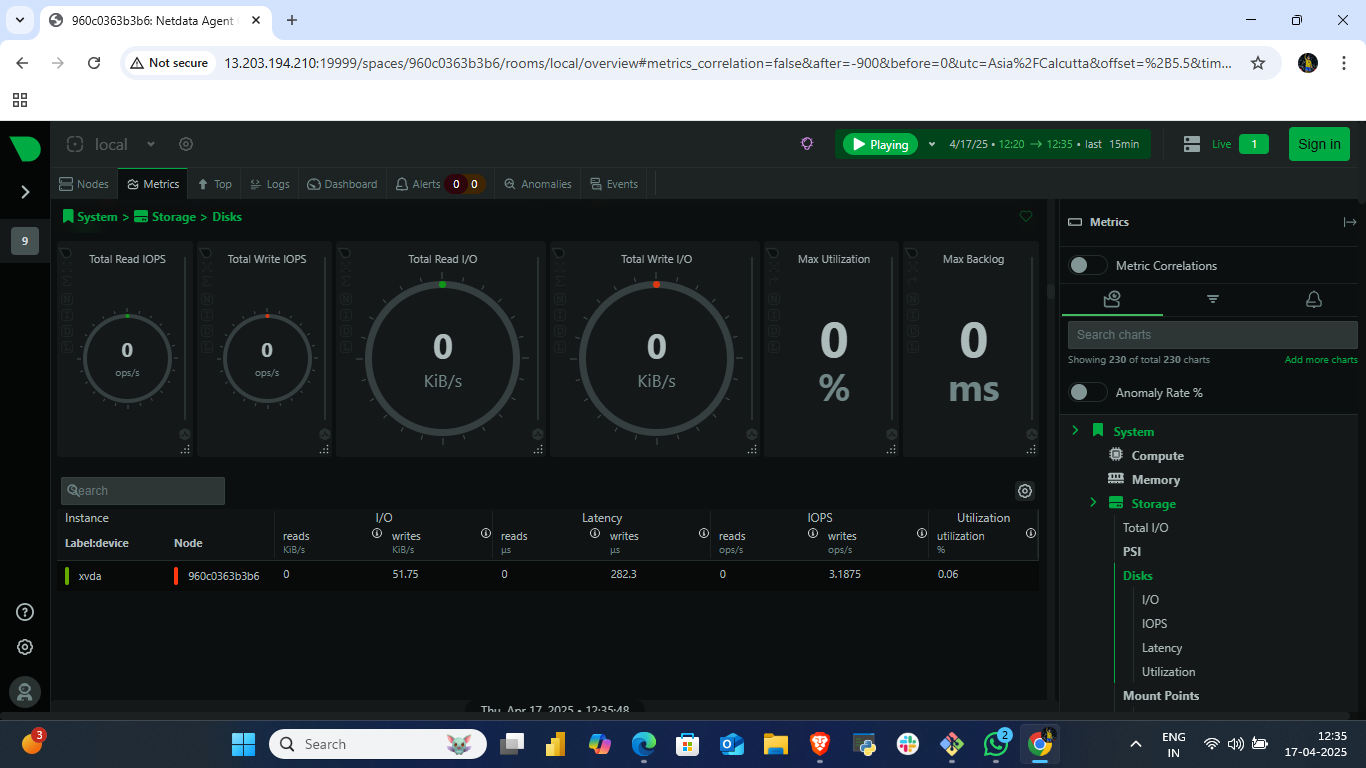 960c0363b3b6: Netdata Agent
Not secure
13.203.194.210:19999/spaces/960c0363b3b6/rooms/local/overview#metrics_correlation=false&after=-900&before=0&utc=Asia%2FCalcutta&offset=%2B5.5&tim...
local
Playing
4/17/25 • 12:20 → 12:35 • last 15min
Live 1
Sign in
Nodes
Metrics
Top
Logs
Dashboard
Alerts 0 0
Anomalies
Events
9
System > Storage > Disks
Total Read IOPS
0
ops/s
Total Write IOPS
0
ops/s
Total Read I/O
0
KiB/s
Total Write I/O
0
KiB/s
Max Utilization
0
%
Max Backlog
0
ms
Search
Instance I/O Latency IOPS Utilization
Label:device Node reads writes reads writes reads writes utilization
KiB/s KiB/s µs µs ops/s ops/s %
xvda 960c0363b3b6 0 51.75 0 282.3 0 3.1875 0.06
Thu, Apr 17, 2025 • 12:35:48
Metrics
Metric Correlations
Search charts
Showing 230 of total 230 charts Add more charts
Anomaly Rate %
System
Compute
Memory
Storage
Total I/O
PSI
Disks
I/O
IOPS
Latency
Utilization
Mount Points
3
Search
2
ENG
IN
12:35
17-04-2025